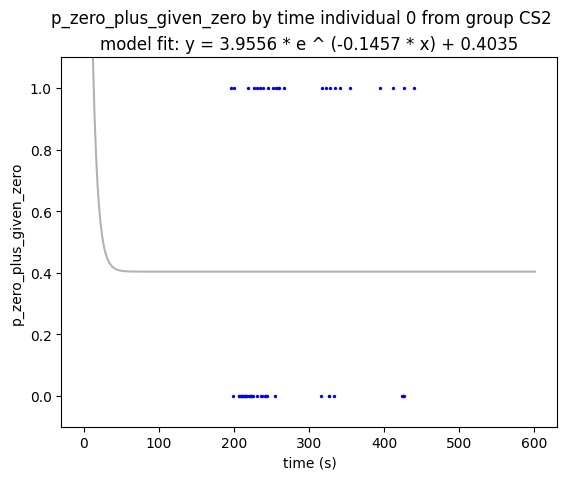 p_zero_plus_given_zero by time individual 0 from group CS2
model fit: y = 3.9556 * e ^ (-0.1457 * x) + 0.4035
1.0
0.8
0.6
0.4
0.2
0.0
p_zero_plus_given_zero
0 100 200 300 400 500 600
time (s)